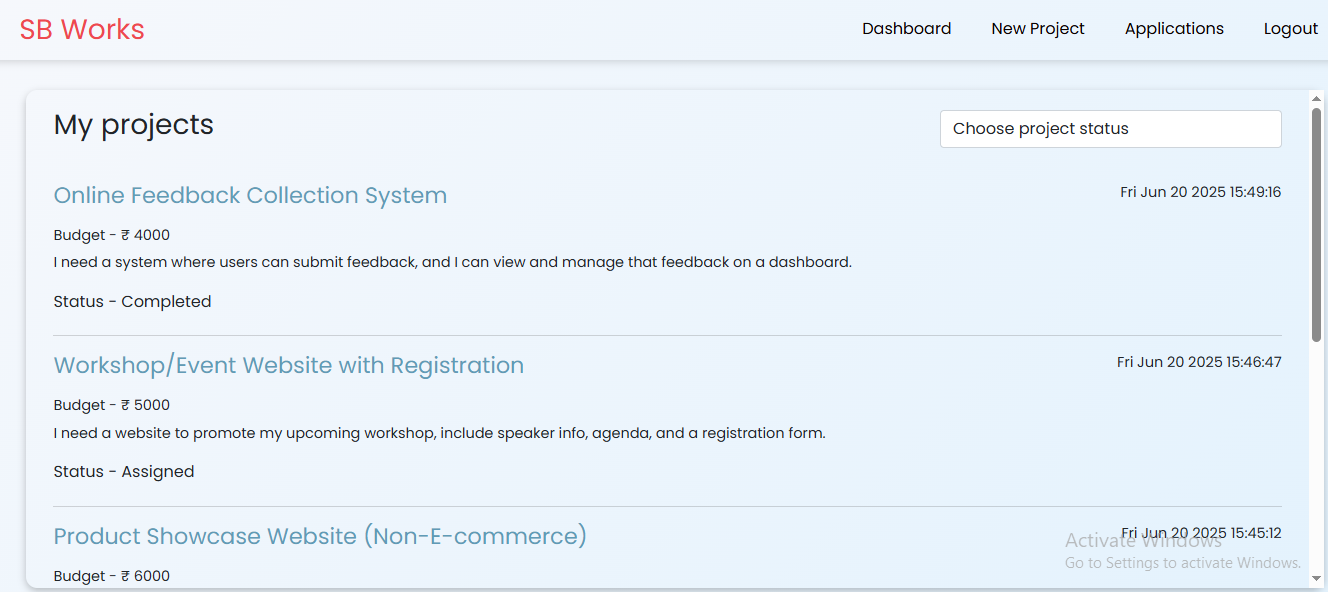 SB Works
Dashboard New Project Applications Logout
My projects
Choose project status
Online Feedback Collection System
Fri Jun 20 2025 15:49:16
Budget - ₹ 4000
I need a system where users can submit feedback, and I can view and manage that feedback on a dashboard.
Status - Completed
Workshop/Event Website with Registration
Fri Jun 20 2025 15:46:47
Budget - ₹ 5000
I need a website to promote my upcoming workshop, include speaker info, agenda, and a registration form.
Status - Assigned
Product Showcase Website (Non-E-commerce)
Fri Jun 20 2025 15:45:12
Budget - ₹ 6000
Activate Windows
Go to Settings to activate Windows.